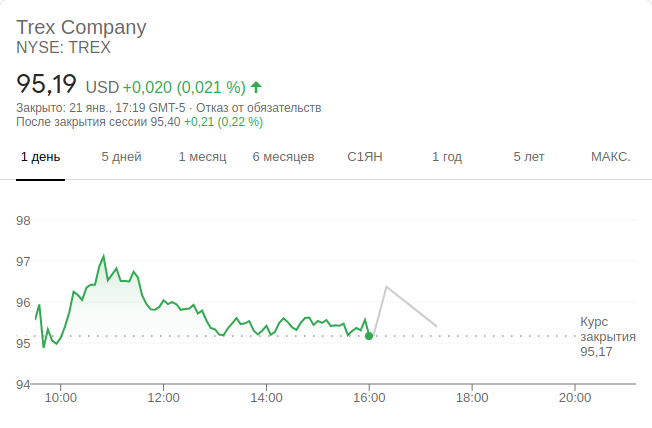 Trex Company
NYSE: TREX
95,19 USD +0,020 (0,021 %)
Закрыто: 21 янв., 17:19 GMT-5 · Отказ от обязательств
После закрытия сессии 95,40 +0,21 (0,22 %)
1 день 5 дней 1 месяц 6 месяцев С1ЯН 1 год 5 лет МАКС.
98
97
96
95
94
Курс
закрытия
95,17
10:00 12:00 14:00 16:00 18:00 20:00